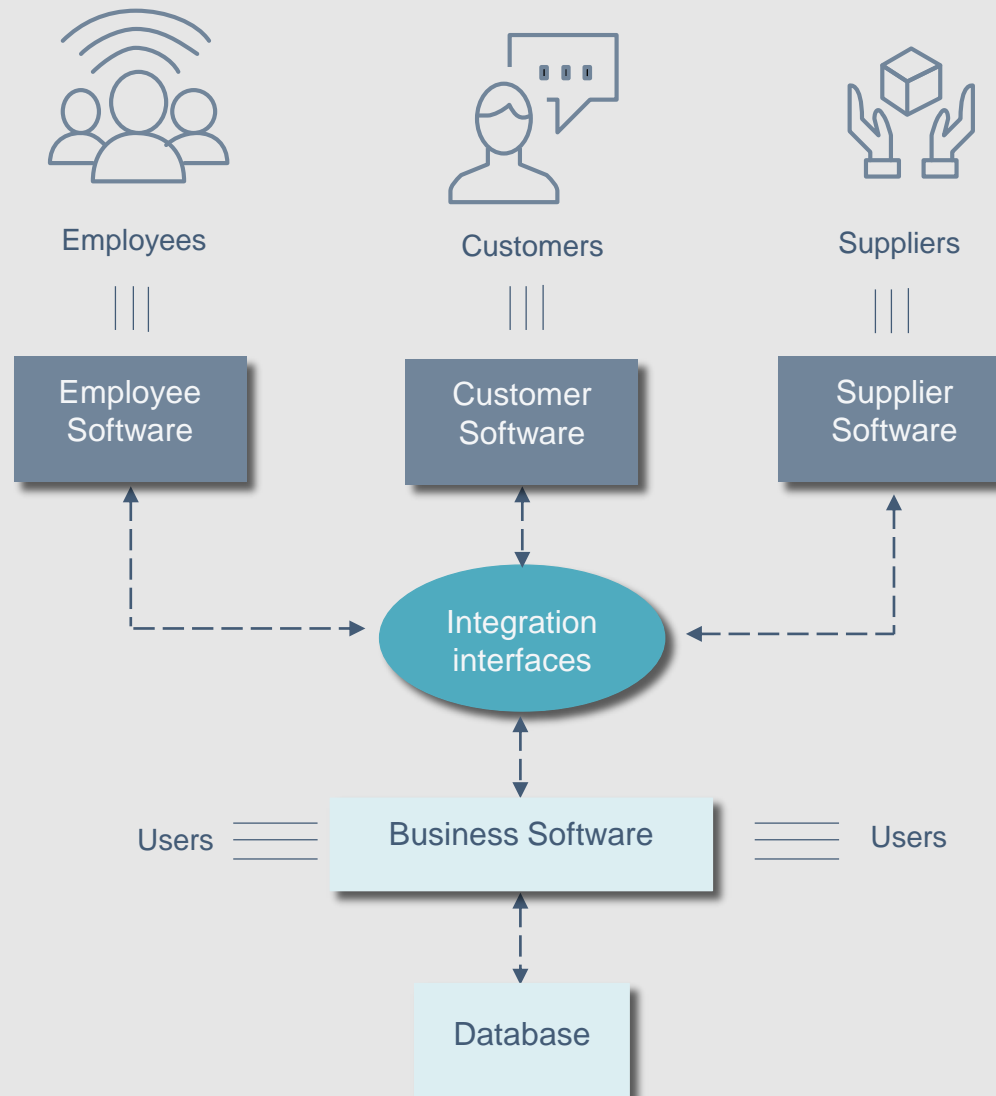 Employees
Customers
Suppliers
Employee
Software
Customer
Software
Supplier
Software
Integration
interfaces
Users
Business Software
Users
Database